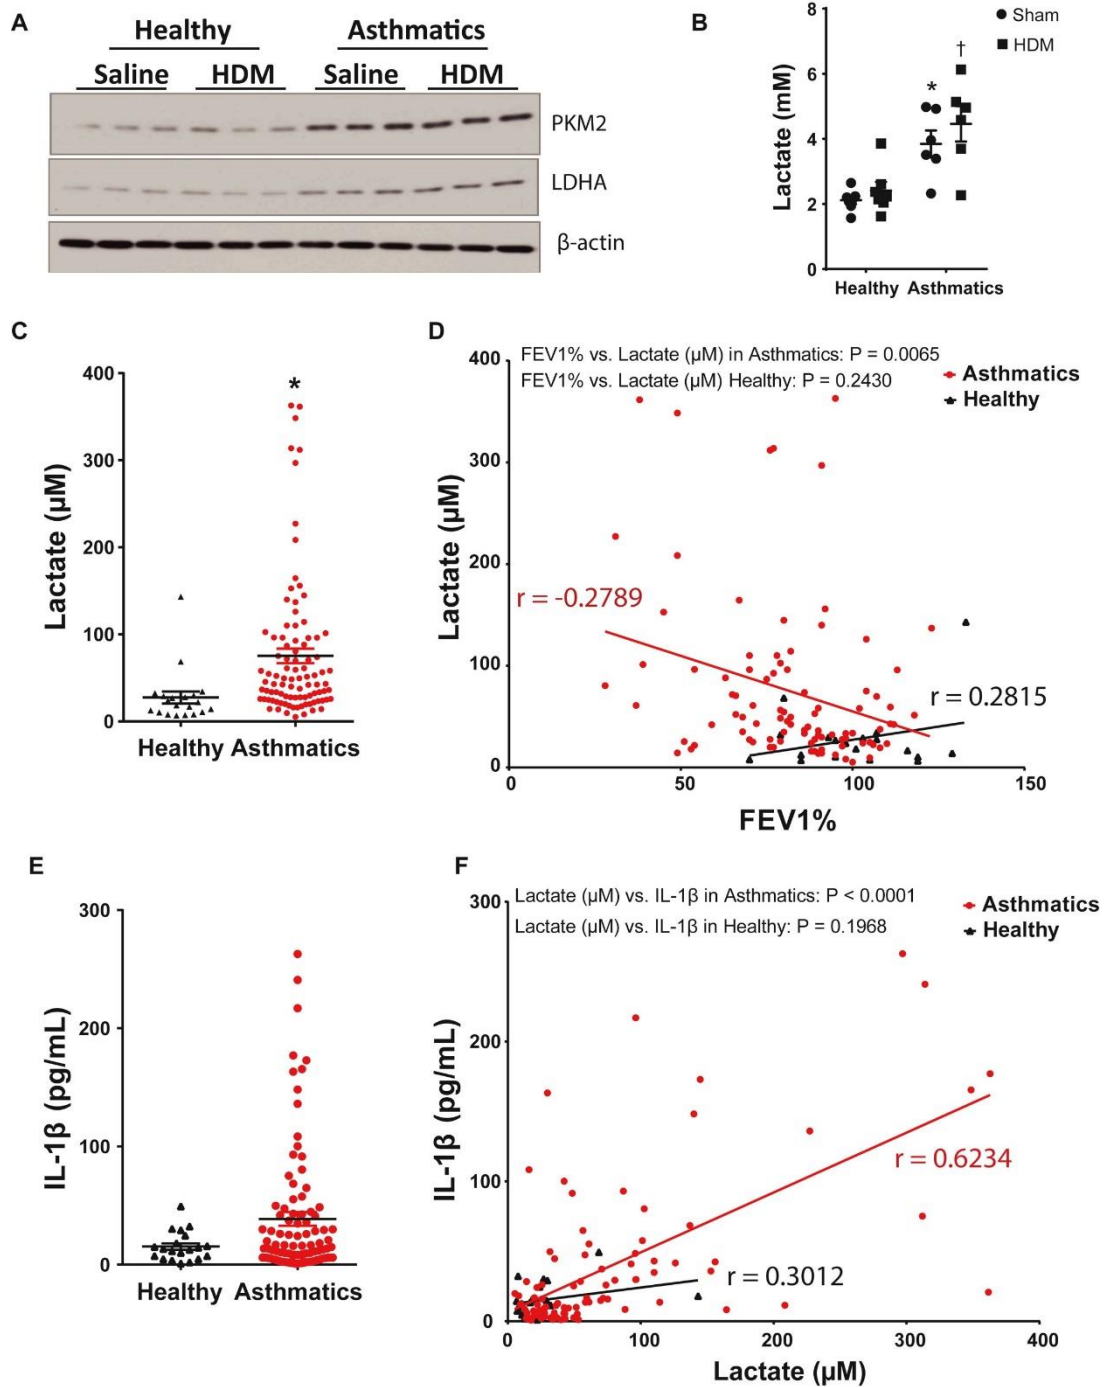 A
Healthy
Asthmatics
Saline
HDM
Saline
HDM
PKM2
LDHA
β-actin
B
Sham
HDM
Lactate (mM)
8
6
4
2
0
*
†
Healthy
Asthmatics
C
Lactate (μM)
400
300
200
100
0
*
Healthy
Asthmatics
D
FEV1% vs. Lactate (μM) in Asthmatics: P = 0.0065
FEV1% vs. Lactate (μM) Healthy: P = 0.2430
Asthmatics
Healthy
Lactate (μM)
400
300
200
100
0
r = -0.2789
r = 0.2815
0
50
100
150
FEV1%
E
IL-1β (pg/mL)
300
200
100
0
Healthy
Asthmatics
F
Lactate (μM) vs. IL-1β in Asthmatics: P < 0.0001
Lactate (μM) vs. IL-1β in Healthy: P = 0.1968
Asthmatics
Healthy
IL-1β (pg/mL)
300
200
100
0
r = 0.6234
r = 0.3012
0
100
200
300
400
Lactate (μM)